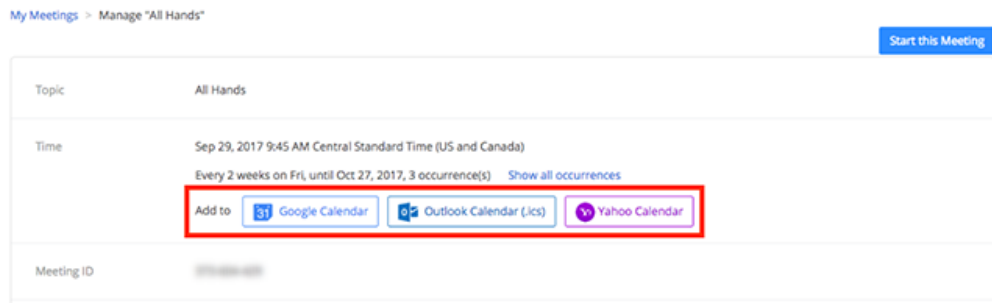 My Meetings > Manage "All Hands"
Start this Meeting
Topic All Hands
Time Sep 29, 2017 9:45 AM Central Standard Time (US and Canada)
Every 2 weeks on Fri, until Oct 27, 2017, 3 occurrence(s) Show all occurrences
Add to 31 Google Calendar Outlook Calendar (.ics) Yahoo Calendar
Meeting ID